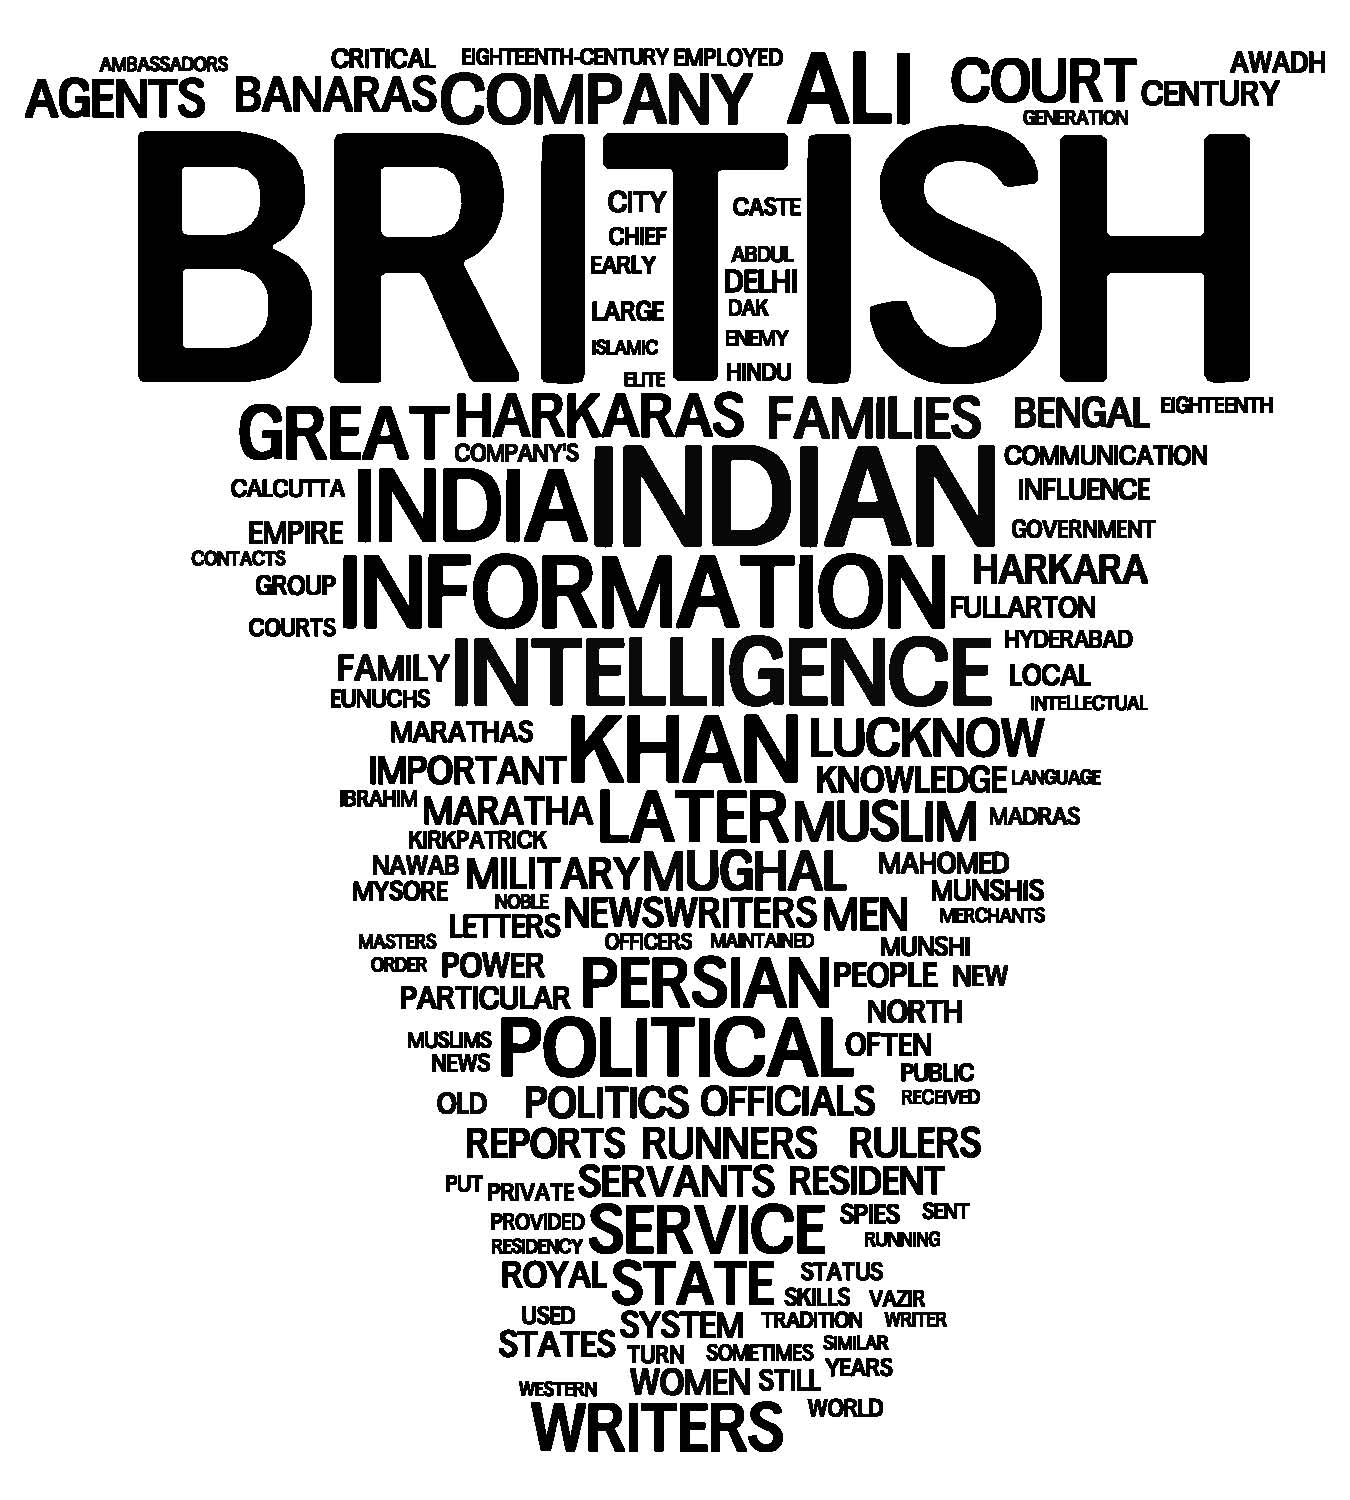 AMBASSADORS CRITICAL EIGHTEENTH-CENTURY EMPLOYED AWADH
AGENTS BANARAS COMPANY ALI COURT CENTURY
GENERATION
BRITISH
CITY CASTE
CHIEF
EARLY ABDUL
DELHI
LARGE DAK
ISLAMIC ENEMY
ELITE HINDU
GREAT HARKARAS FAMILIES BENGAL EIGHTEENTH
COMPANY'S COMMUNICATION
CALCUTTA INDIA INDIAN INFLUENCE
EMPIRE GOVERNMENT
CONTACTS
GROUP INFORMATION HARKARA
COURTS FULLARTON
HYDERABAD
FAMILY INTELLIGENCE LOCAL
EUNUCHS INTELLECTUAL
MARATHAS KHAN LUCKNOW
IMPORTANT KNOWLEDGE LANGUAGE
IBRAHIM MARATHA LATER MUSLIM MADRAS
KIRKPATRICK
NAWAB MILITARY MUGHAL MAHOMED
MYSORE MUNSHIS
NOBLE
LETTERS NEWSWRITERS MEN MERCHANTS
MASTERS OFFICERS MAINTAINED MUNSHI
ORDER POWER PERSIAN PEOPLE NEW
PARTICULAR NORTH
MUSLIMS POLITICAL OFTEN
NEWS PUBLIC
OLD POLITICS OFFICIALS RECEIVED
REPORTS RUNNERS RULERS
PUT PRIVATE SERVANTS RESIDENT
PROVIDED SERVICE SPIES SENT
RESIDENCY RUNNING
ROYAL STATE STATUS
SKILLS VAZIR
USED SYSTEM TRADITION WRITER
STATES TURN SOMETIMES SIMILAR
YEARS
WESTERN WOMEN STILL
WRITERS WORLD